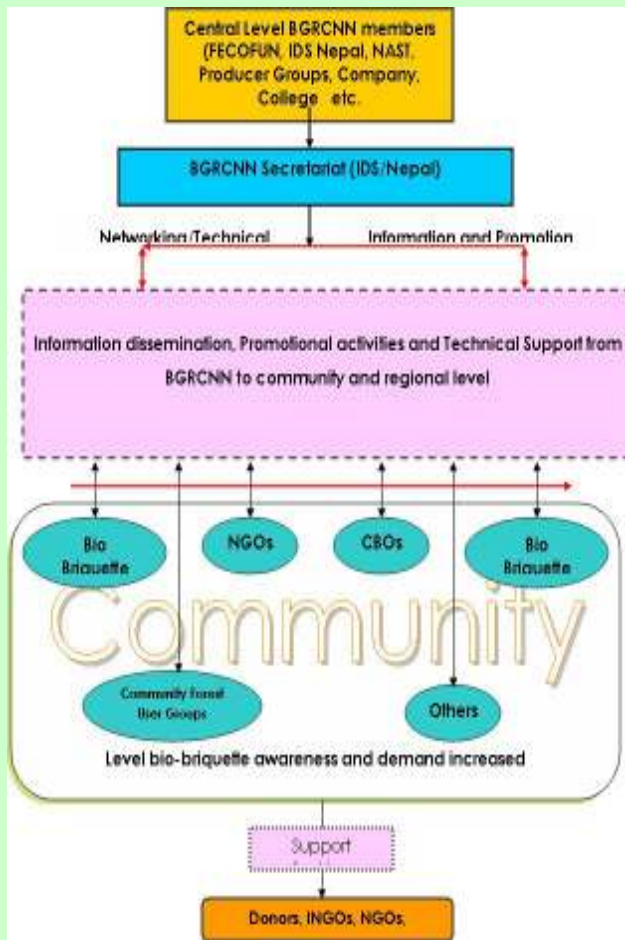 Central Level BGRCNN members
(FECOFUN, IDS Nepal, NAST,
Producer Groups, Company,
College etc.
BGRCNN Secretariat (IDS/Nepal)
Networking/Technical
Information and Promotion
Information dissemination, Promotional activities and Technical Support from
BGRCNN to community and regional level
Bio
Briquette
NGOs
CBOs
Bio
Briquette
Community
Community Forest
User Groups
Others
Level bio-briquette awareness and demand increased
Support
Donors, INGOs, NGOs,